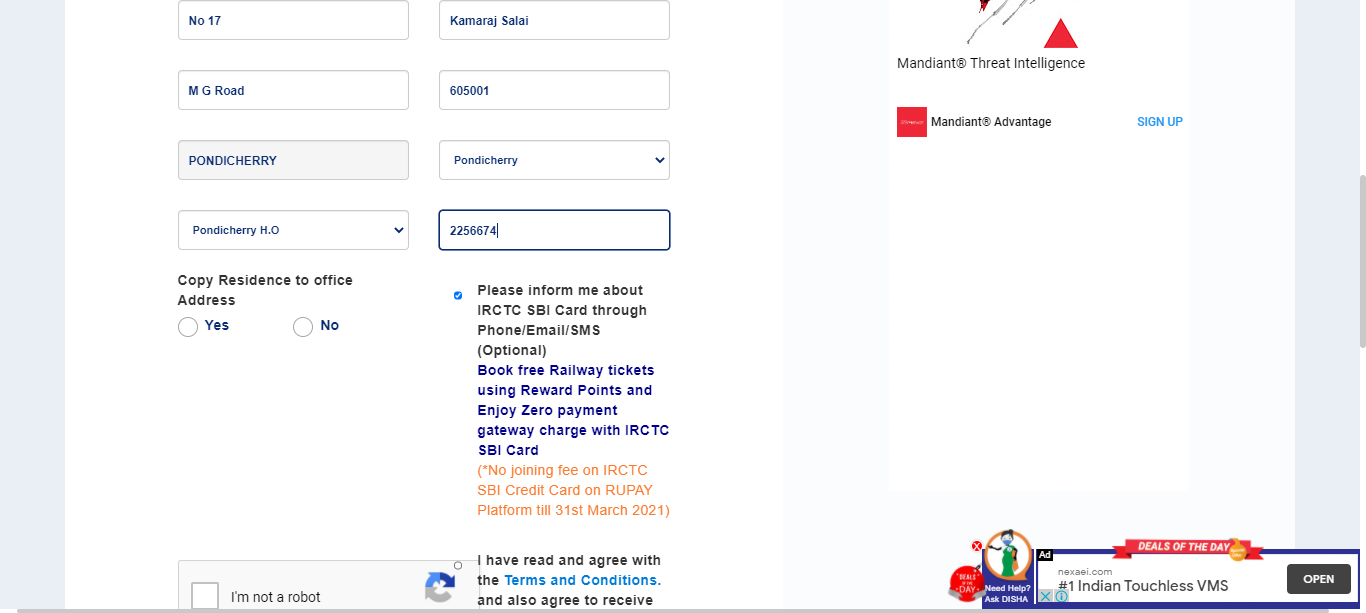 No 17
Kamaraj Salai
M G Road
605001
PONDICHERRY
Pondicherry
Pondicherry H.O
2256674
Copy Residence to office
Address
Yes
No
Please inform me about
IRCTC SBI Card through
Phone/Email/SMS
(Optional)
Book free Railway tickets
using Reward Points and
Enjoy Zero payment
gateway charge with IRCTC
SBI Card
(*No joining fee on IRCTC
SBI Credit Card on RUPAY
Platform till 31st March 2021)
I have read and agree with
the Terms and Conditions.
and also agree to receive
I'm not a robot
Mandiant® Threat Intelligence
Mandiant® Advantage
SIGN UP
DEALS OF THE DAY
DEALS
OF THE
DAY
Need Help?
Ask DISHA
Ad
nexaei.com
#1 Indian Touchless VMS
OPEN